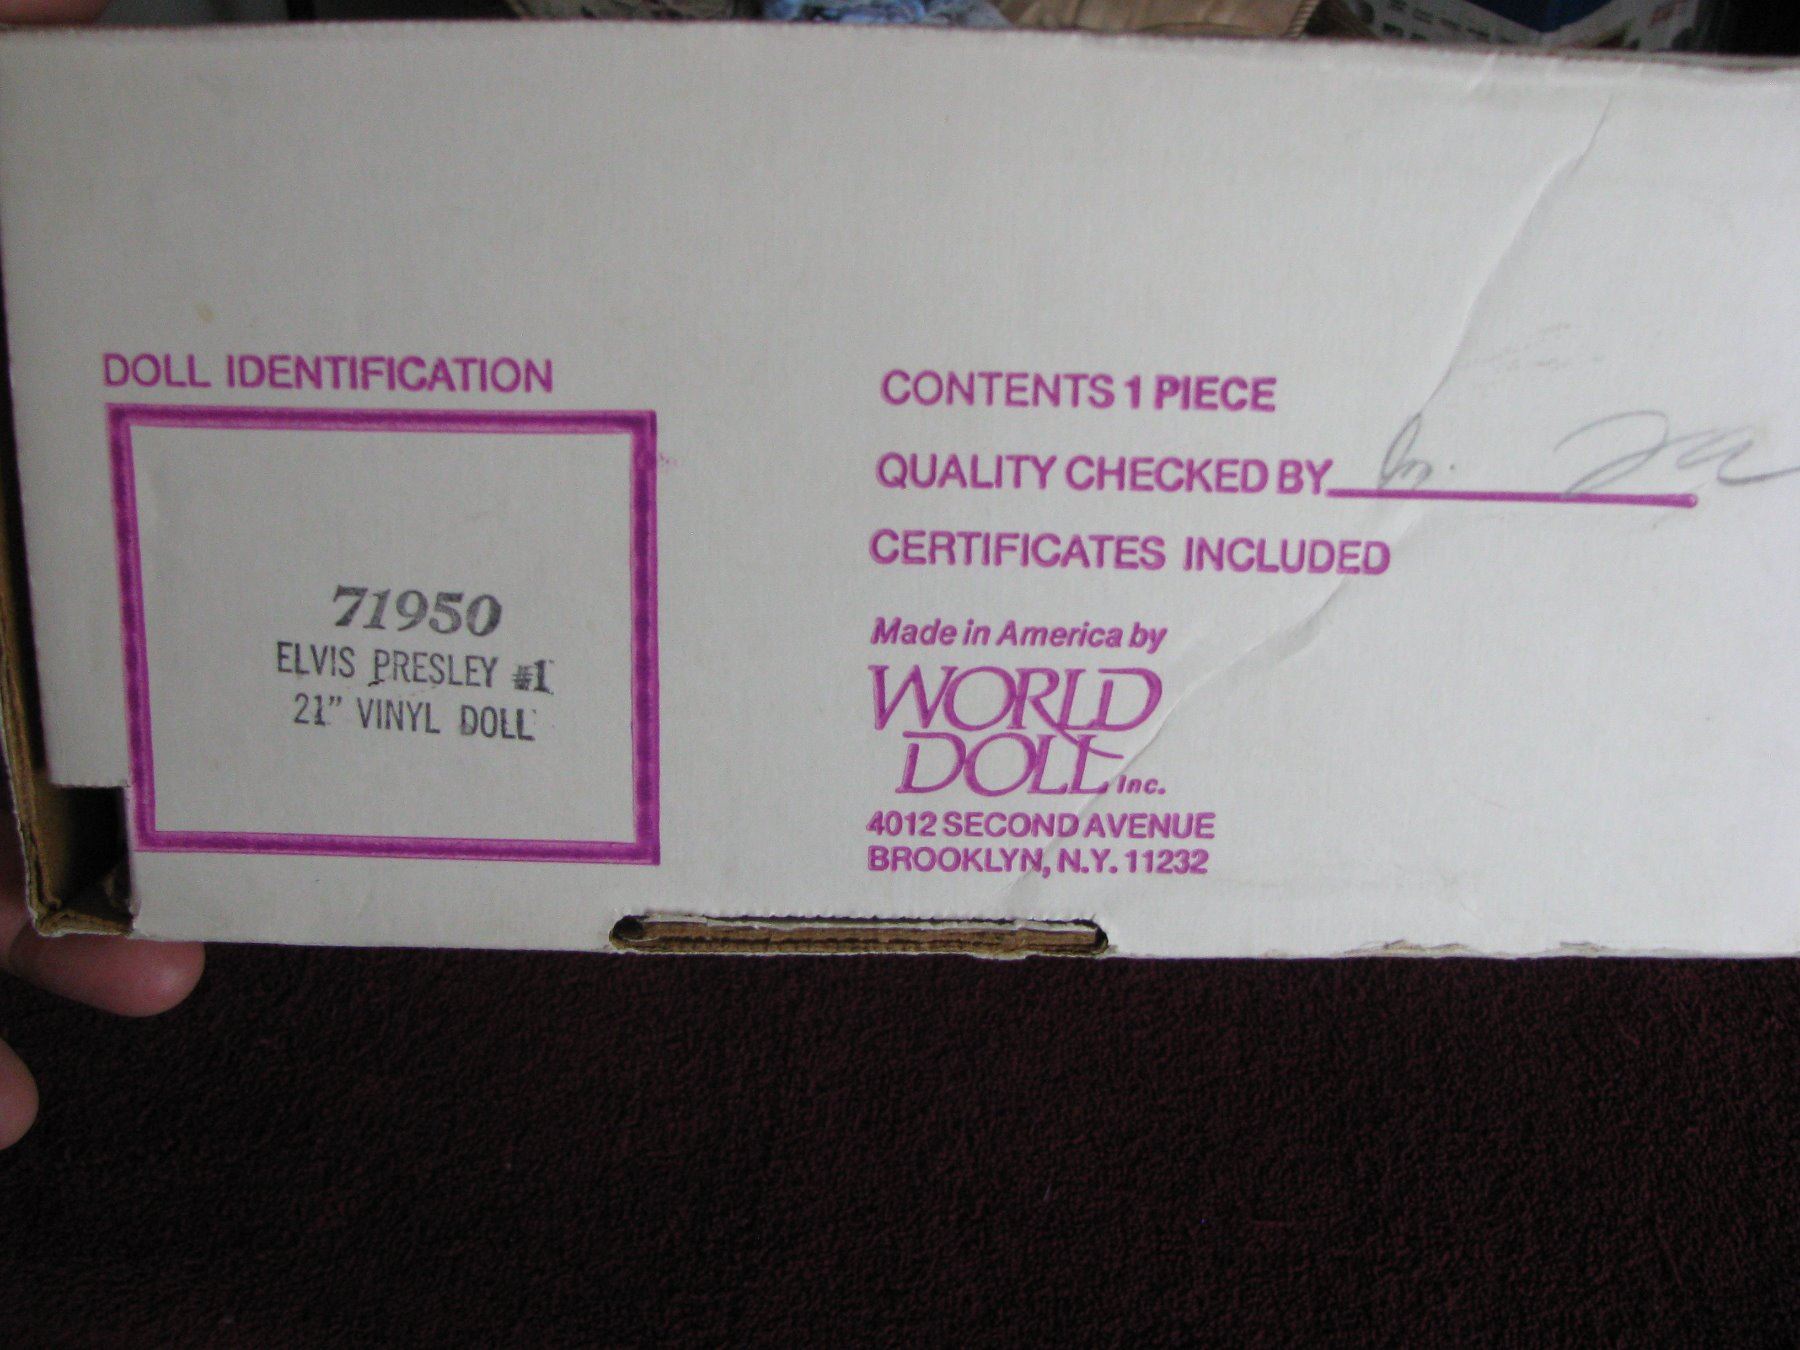 DOLL IDENTIFICATION
71950
ELVIS PRESLEY #1
21" VINYL DOLL
CONTENTS 1 PIECE
QUALITY CHECKED BY
CERTIFICATES INCLUDED
Made in America by
WORLD
DOLL Inc.
4012 SECOND AVENUE
BROOKLYN, N.Y. 11232